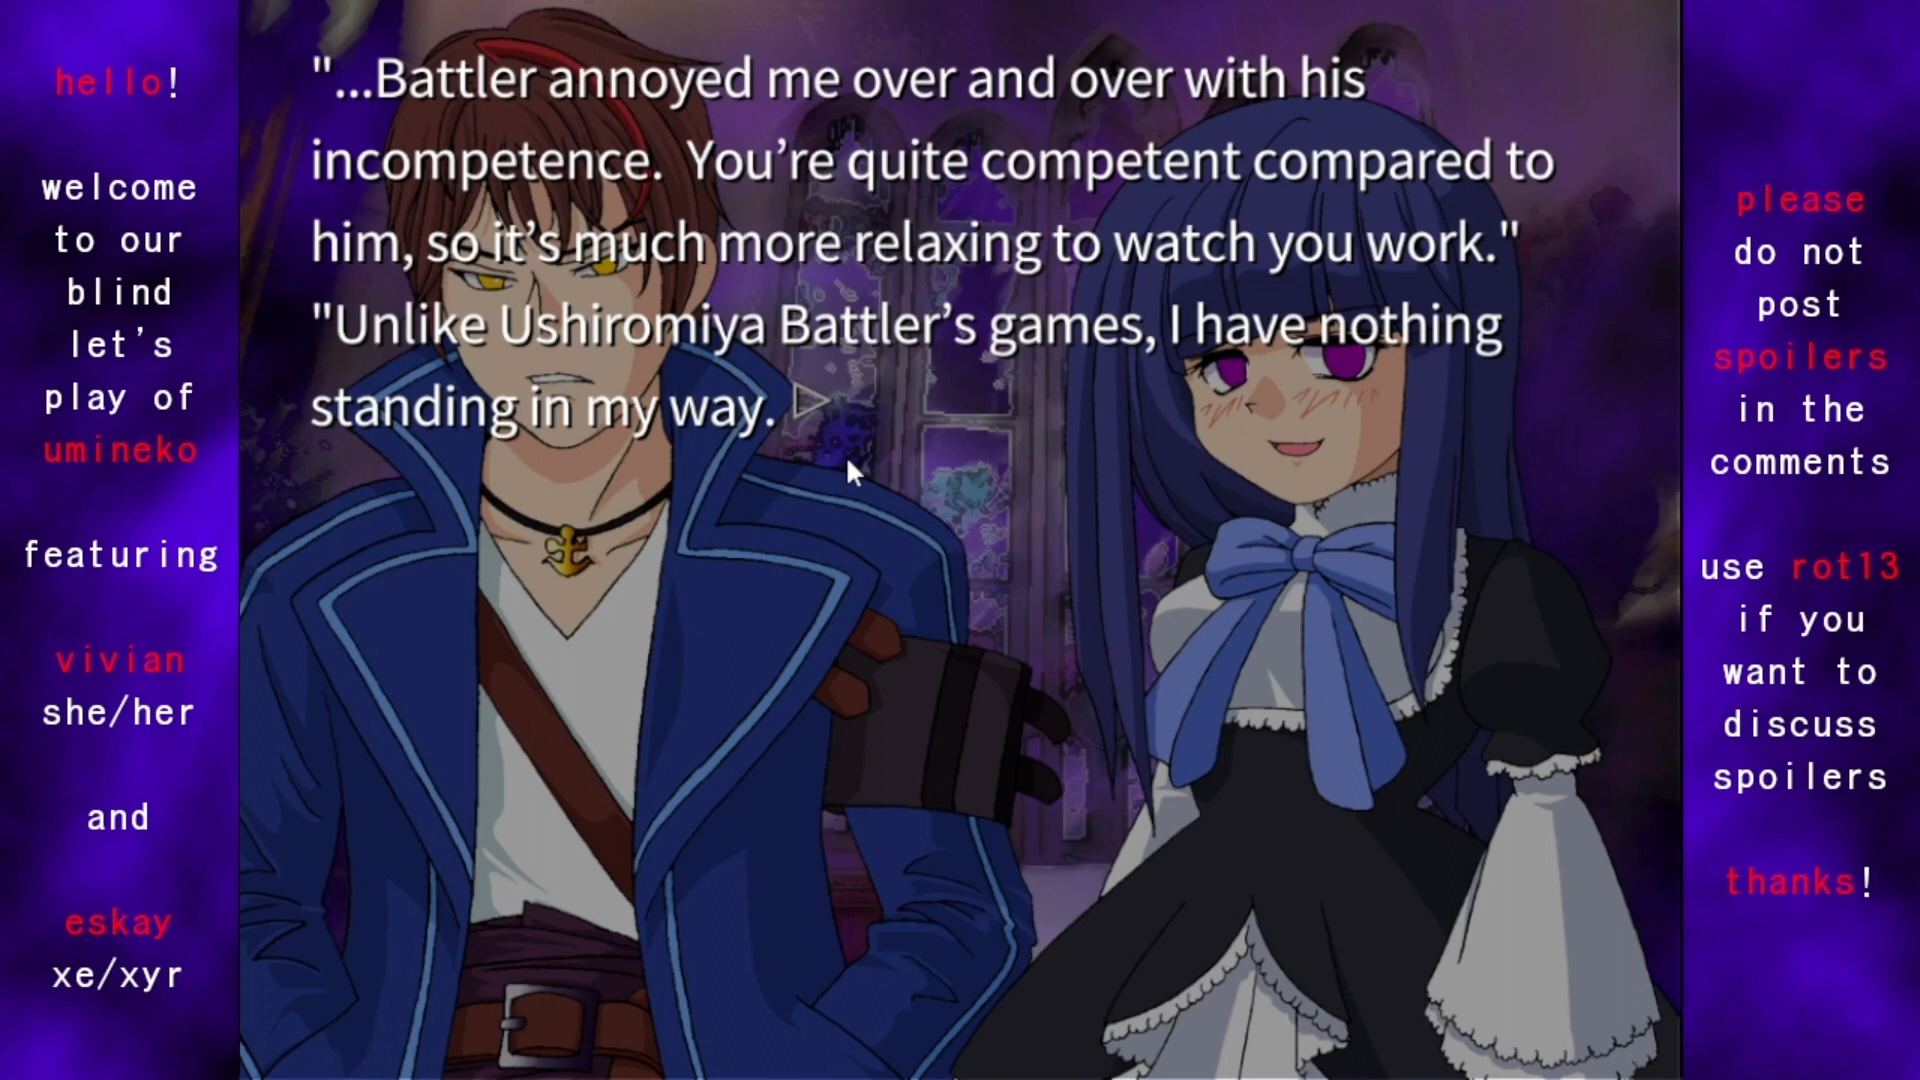 hello!
welcome
to our
blind
let's
play of
umineko
featuring
vivian
she/her
and
eskay
xe/xyr
"...Battler annoyed me over and over with his
incompetence.  You’re quite competent compared to
him, so it’s much more relaxing to watch you work."
"Unlike Ushiromiya Battler’s games, I have nothing
standing in my way.
please
do not
post
spoilers
in the
comments
use rot13
if you
want to
discuss
spoilers
thanks!